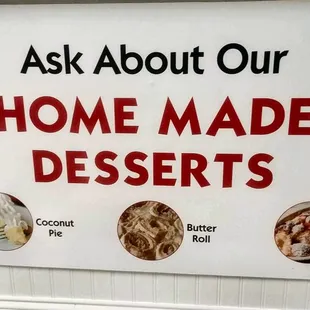 Ask About Our
HOME MADE
DESSERTS
Coconut
Pie
Butter
Roll